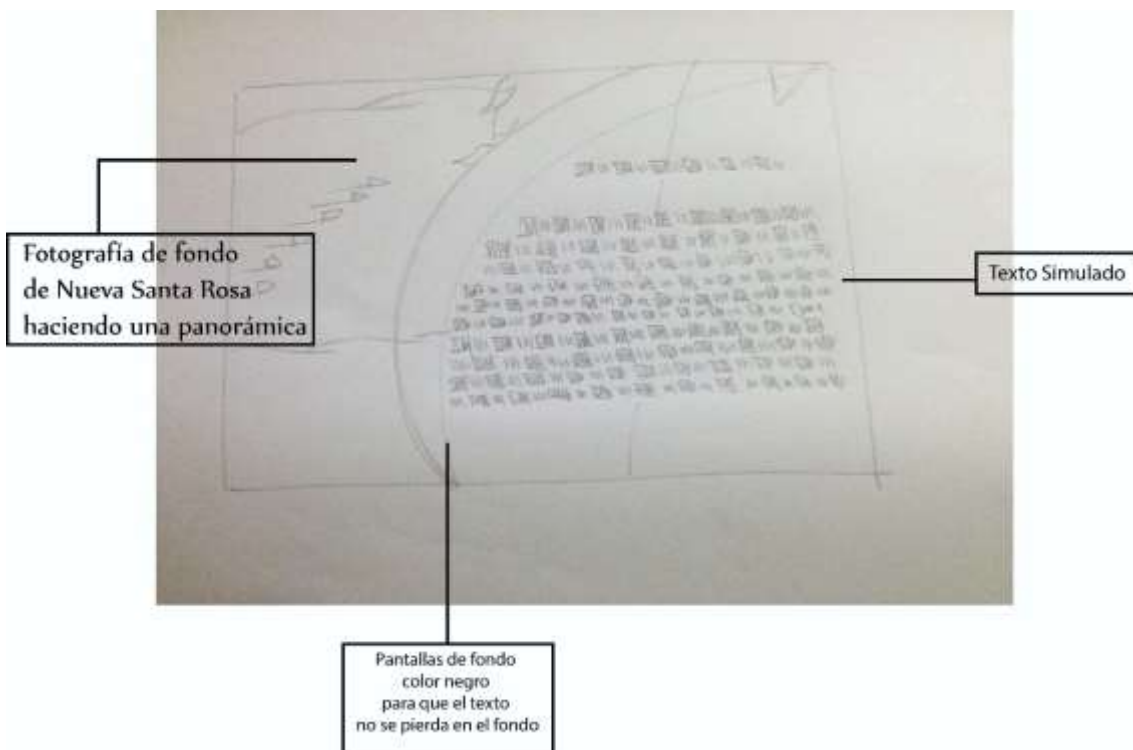 Fotografía de fondo
de Nueva Santa Rosa
haciendo una panorámica
Texto Simulado
Pantallas de fondo
color negro
para que el texto
no se pierda en el fondo